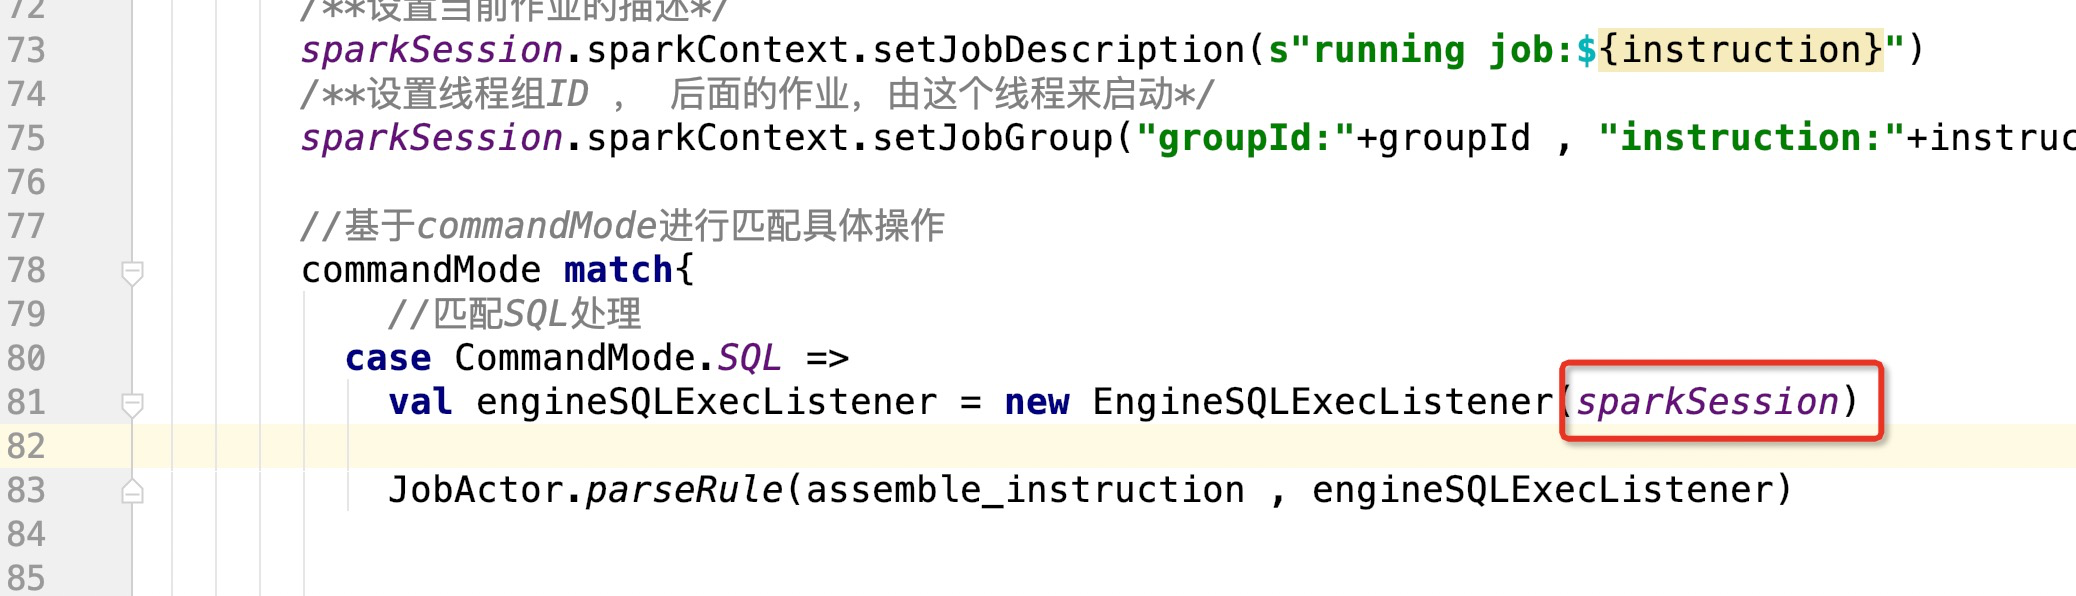 72 /**设置当前作业的描述*/
73 sparkSession.sparkContext.setJobDescription(s"running job:${instruction}")
74 /**设置线程组ID ， 后面的作业，由这个线程来启动*/
75 sparkSession.sparkContext.setJobGroup("groupId:"+groupId , "instruction:"+instruc
76
77 //基于commandMode进行匹配具体操作
78 commandMode match{
79 //匹配SQL处理
80 case CommandMode.SQL =>
81 val engineSQLExecListener = new EngineSQLExecListener(sparkSession)
82
83 JobActor.parseRule(assemble_instruction , engineSQLExecListener)
84
85